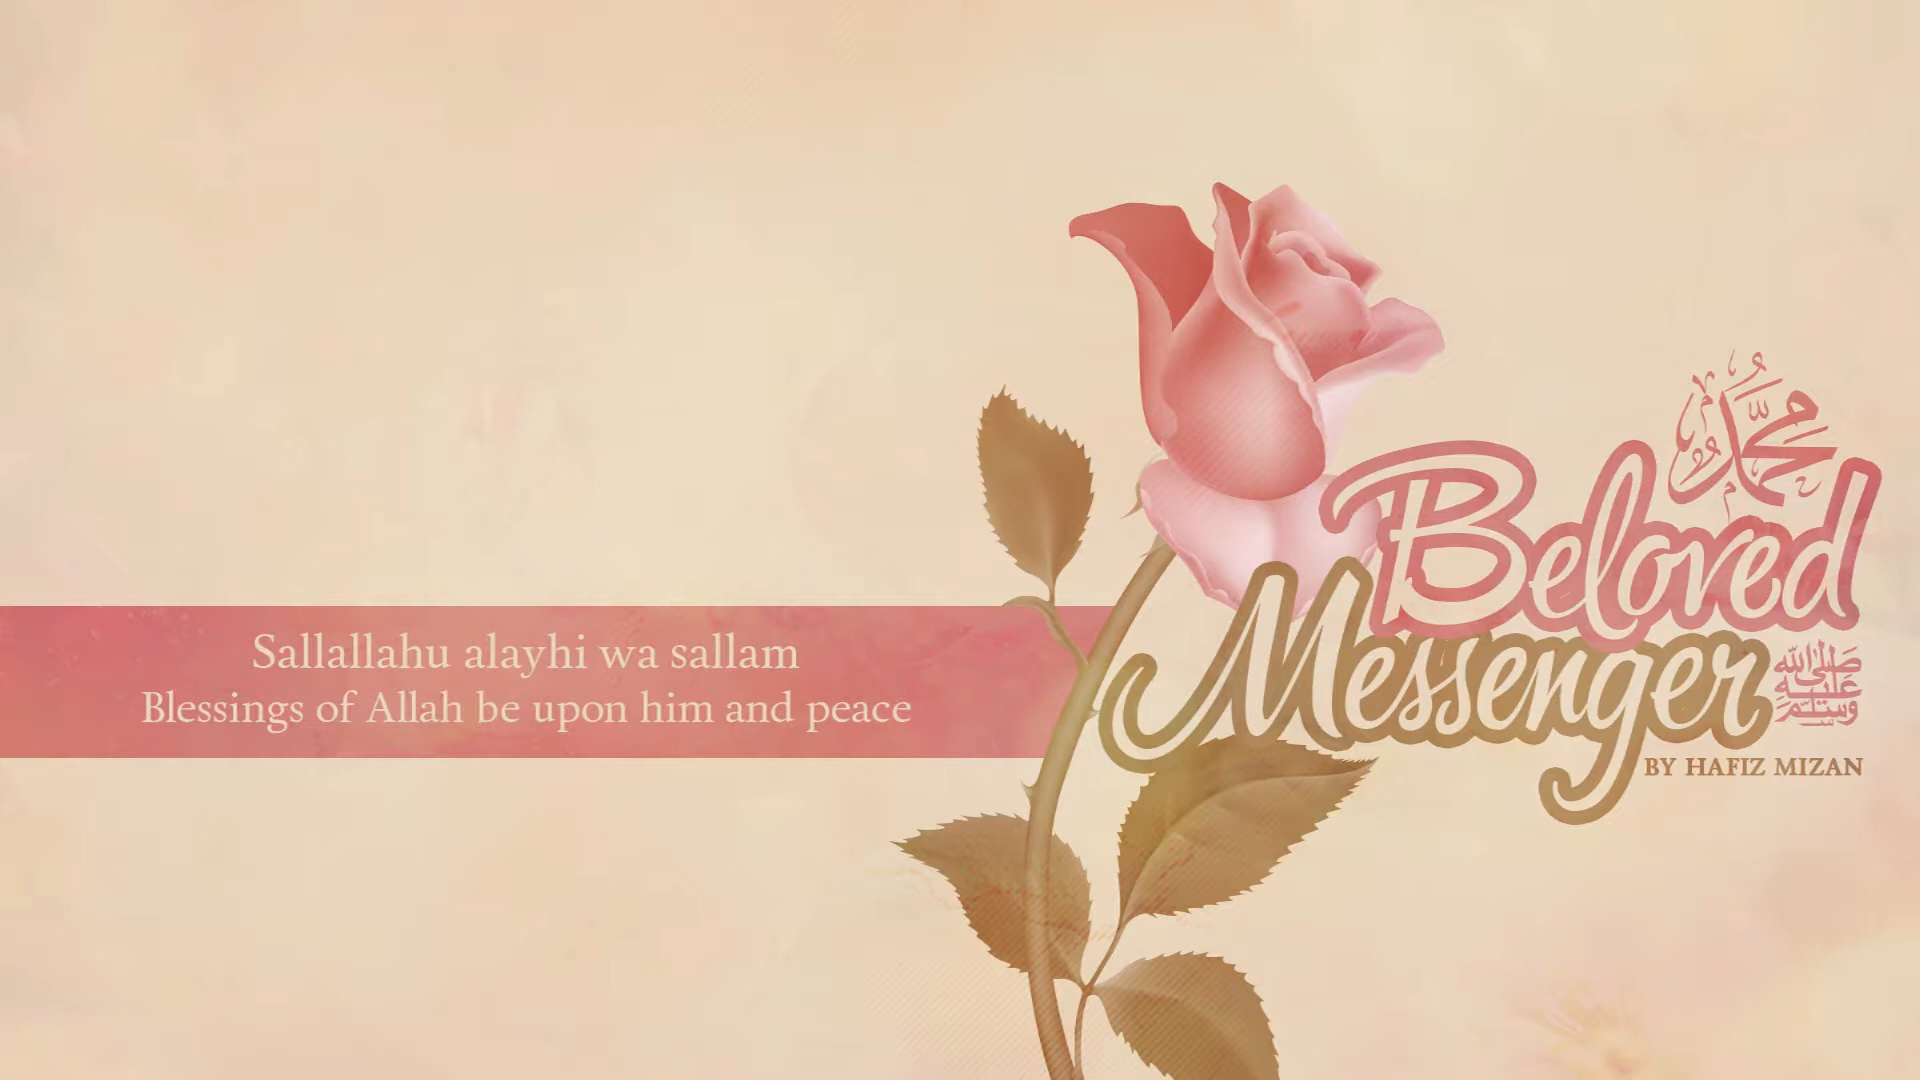 Sallallahu alayhi wa sallam
Blessings of Allah be upon him and peace
محمد
Beloved
Messenger
صلى الله
عليه
وسلم
BY HAFIZ MIZAN